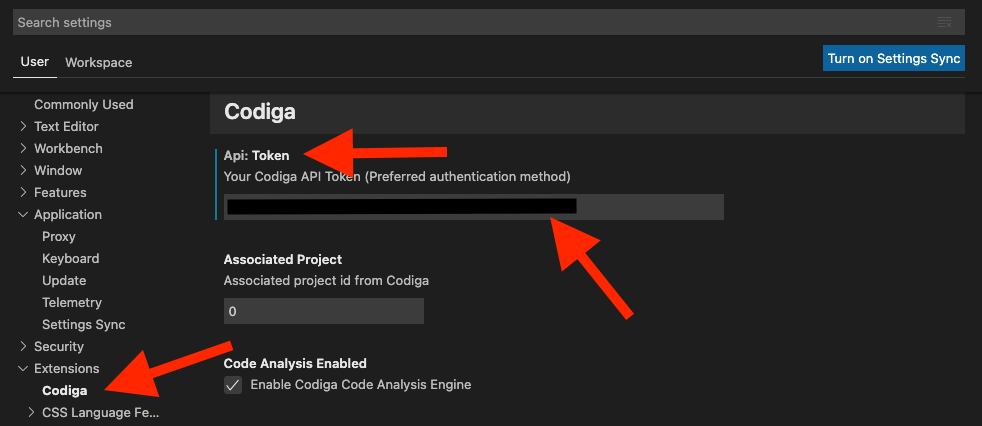 Search settings
User
Workspace
Turn on Settings Sync
Commonly Used
Text Editor
Workbench
Window
Features
Application
Proxy
Keyboard
Update
Telemetry
Settings Sync
Security
Extensions
Codiga
CSS Language Fe...
Codiga
Api: Token
Your Codiga API Token (Preferred authentication method)
Associated Project
Associated project id from Codiga
0
Code Analysis Enabled
Enable Codiga Code Analysis Engine